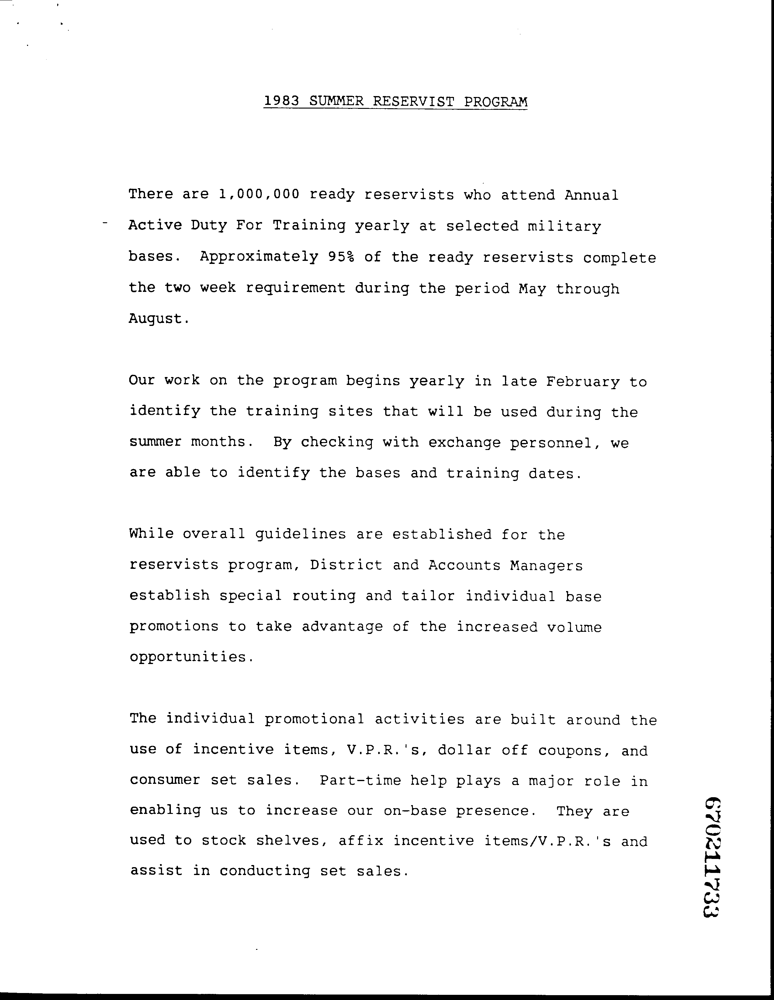 1983 SUMMER RESERVIST PROGRAM
There are 1,000,000 ready reservists who attend Annual
- Active Duty For Training yearly at selected military
bases. Approximately 95% of the ready reservists complete
the two week requirement during the period May through
August.
Our work on the program begins yearly in late February to
identify the training sites that will be used during the
summer months. By checking with exchange personnel, we
are able to identify the bases and training dates.
While overall guidelines are established for the
reservists program, District and Accounts Managers
establish special routing and tailor individual base
promotions to take advantage of the increased volume
opportunities.
The individual promotional activities are built around the
use of incentive items, V.P.R.'s, dollar off coupons, and
consumer set sales. Part-time help plays a major role in
enabling us to increase our on-base presence. They are
used to stock shelves, affix incentive items/V.P.R.'s and
assist in conducting set sales.
670211733